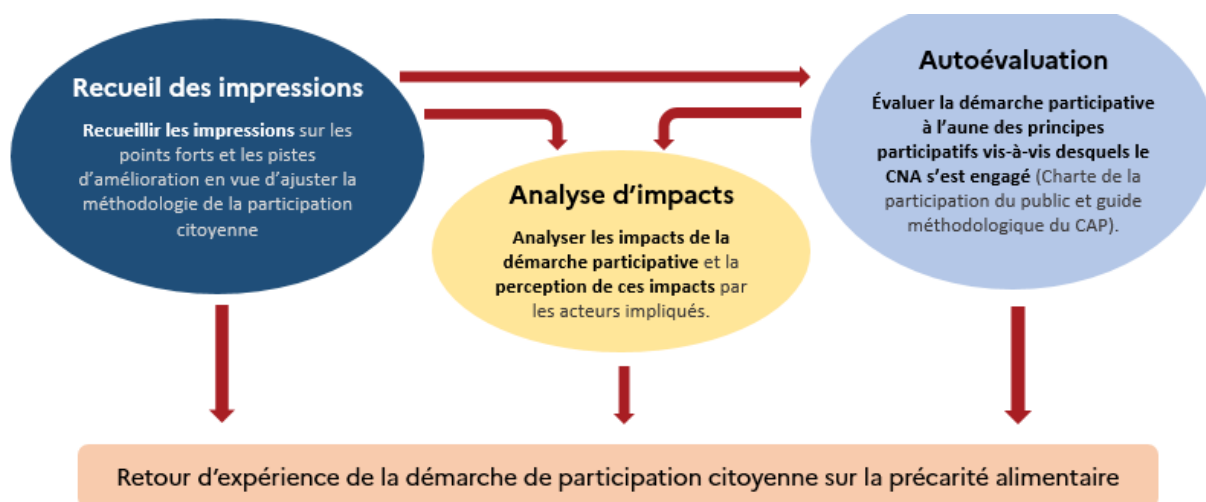 Recueil des impressions
Recueillir les impressions sur les
points forts et les pistes
d’amélioration en vue d’ajuster la
méthodologie de la participation
citoyenne
Analyse d’impacts
Analyser les impacts de la
démarche participative et la
perception de ces impacts par
les acteurs impliqués.
Autoévaluation
Évaluer la démarche participative
à l’aune des principes
participatifs vis-à-vis desquels le
CNA s’est engagé (Charte de la
participation du public et guide
méthodologique du CAP).
Retour d’expérience de la démarche de participation citoyenne sur la précarité alimentaire